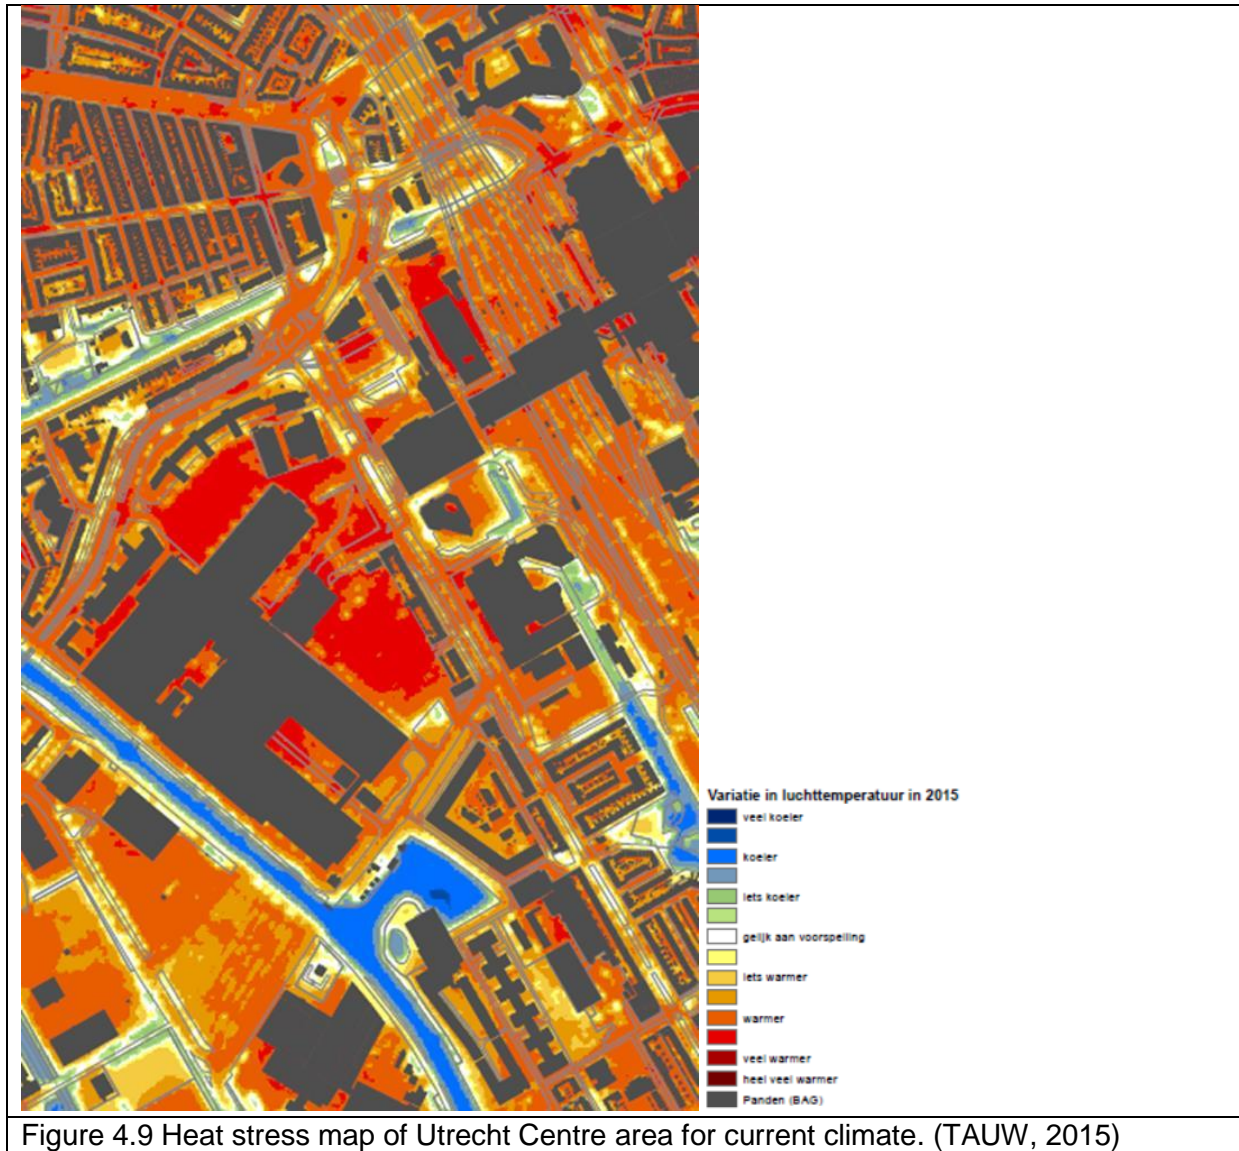 Variatie in luchttemperatuur in 2015
veel koeler
koeler
iets koeler
gelijk aan voorspelling
iets warmer
warmer
veel warmer
heel veel warmer
Panden (BAG)
Figure 4.9 Heat stress map of Utrecht Centre area for current climate. (TAUW, 2015)